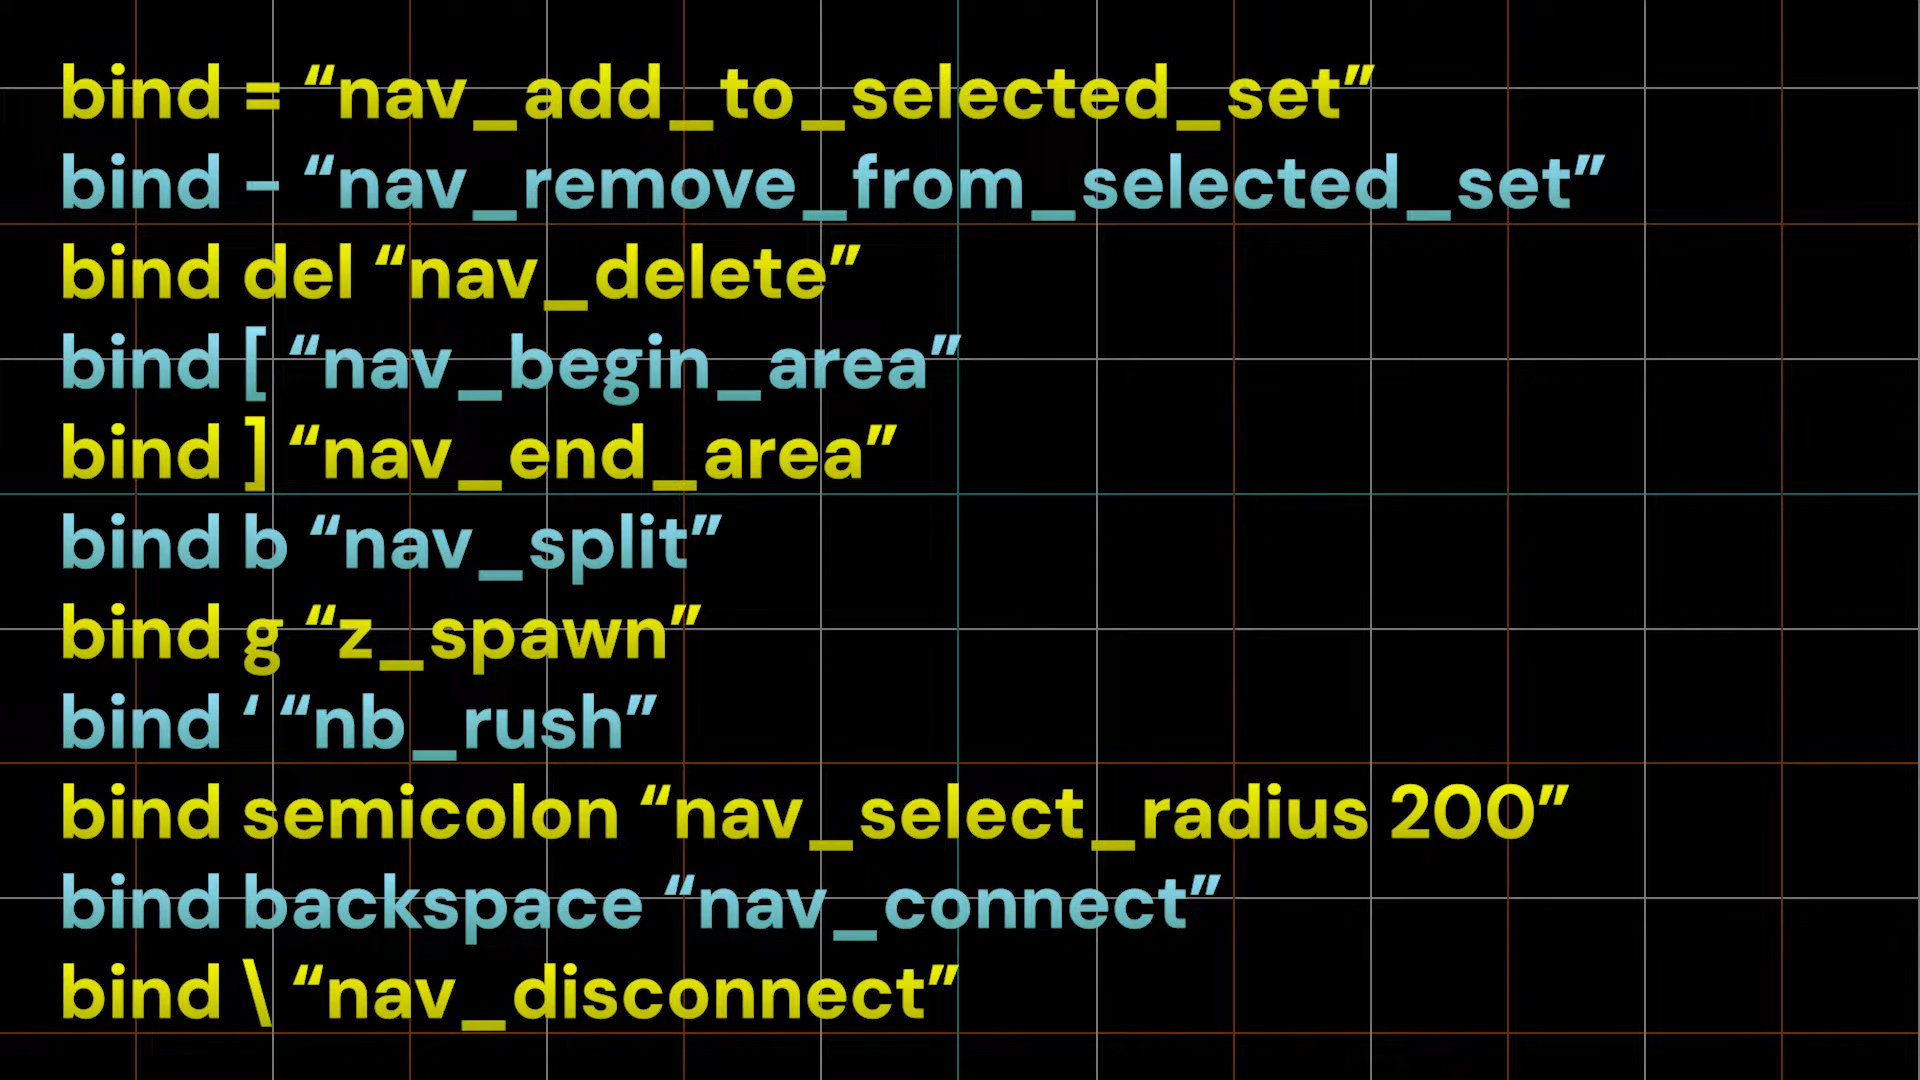 bind = “nav_add_to_selected_set”
bind - “nav_remove_from_selected_set”
bind del “nav_delete”
bind [ “nav_begin_area”
bind ] “nav_end_area”
bind b “nav_split”
bind g “z_spawn”
bind ‘ “nb_rush”
bind semicolon “nav_select_radius 200”
bind backspace “nav_connect”
bind \ “nav_disconnect”